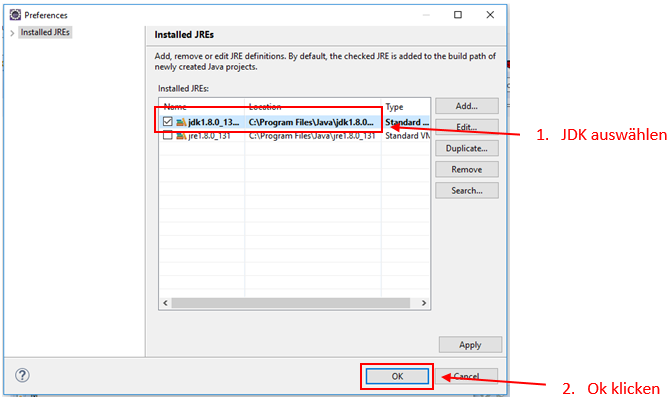 Preferences
Installed JREs
Installed JREs
Add, remove or edit JRE definitions. By default, the checked JRE is added to the build path of
newly created Java projects.
Installed JREs:
Name Location Type
jdk1.8.0_13... C:\Program Files\Java\jdk1.8.0... Standard ...
jre1.8.0_131 C:\Program Files\Java\jre1.8.0_131 Standard VM
Add...
Edit...
Duplicate...
Remove
Search...
1. JDK auswählen
Apply
?
OK
Cancel
2. Ok klicken